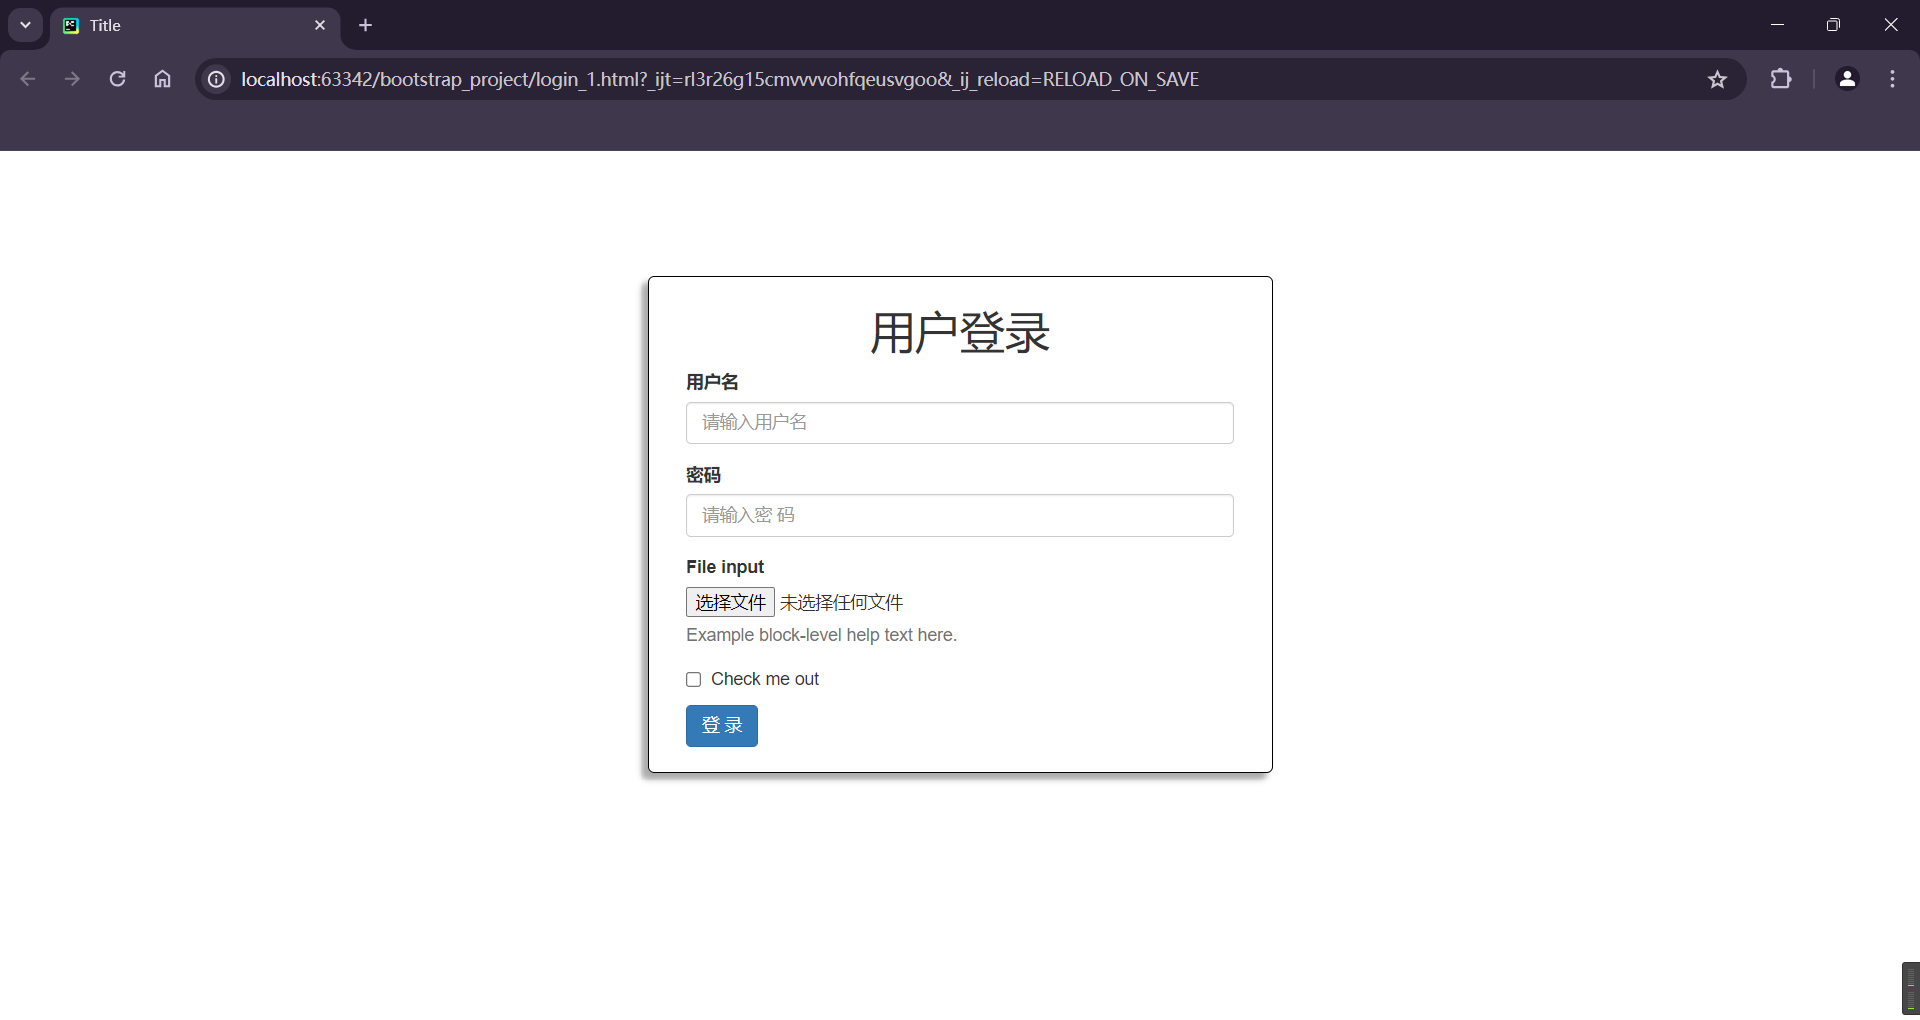 Title
localhost:63342/bootstrap_project/login_1.html?_ijt=rl3r26g15cmvvvvohfqeusvgoo&_ij_reload=RELOAD_ON_SAVE
用户登录
用户名
请输入用户名
密码
请输入密 码
File input
选择文件 未选择任何文件
Example block-level help text here.
Check me out
登 录